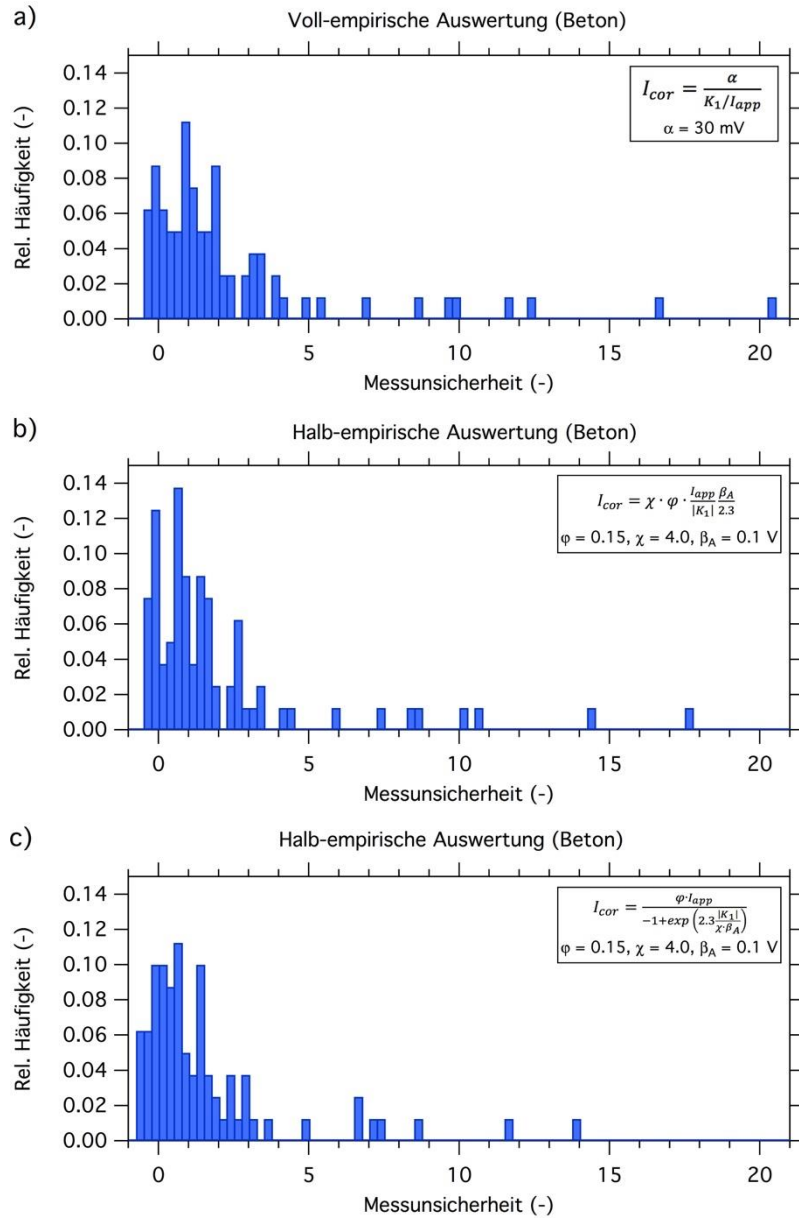 a)
Voll-empirische Auswertung (Beton)
0.14
0.12
0.10
0.08
0.06
0.04
0.02
0.00
Rel. Häufigkeit (-)
I_cor = α / (K_1/I_app)
α = 30 mV
0 5 10 15 20
Messunsicherheit (-)
b)
Halb-empirische Auswertung (Beton)
0.14
0.12
0.10
0.08
0.06
0.04
0.02
0.00
Rel. Häufigkeit (-)
I_cor = χ · φ · I_app/|K_1| β_A/2.3
φ = 0.15, χ = 4.0, β_A = 0.1 V
0 5 10 15 20
Messunsicherheit (-)
c)
Halb-empirische Auswertung (Beton)
0.14
0.12
0.10
0.08
0.06
0.04
0.02
0.00
Rel. Häufigkeit (-)
I_cor = φ·I_app / (-1+exp(2.3 |K_1|/(χ·β_A)))
φ = 0.15, χ = 4.0, β_A = 0.1 V
0 5 10 15 20
Messunsicherheit (-)